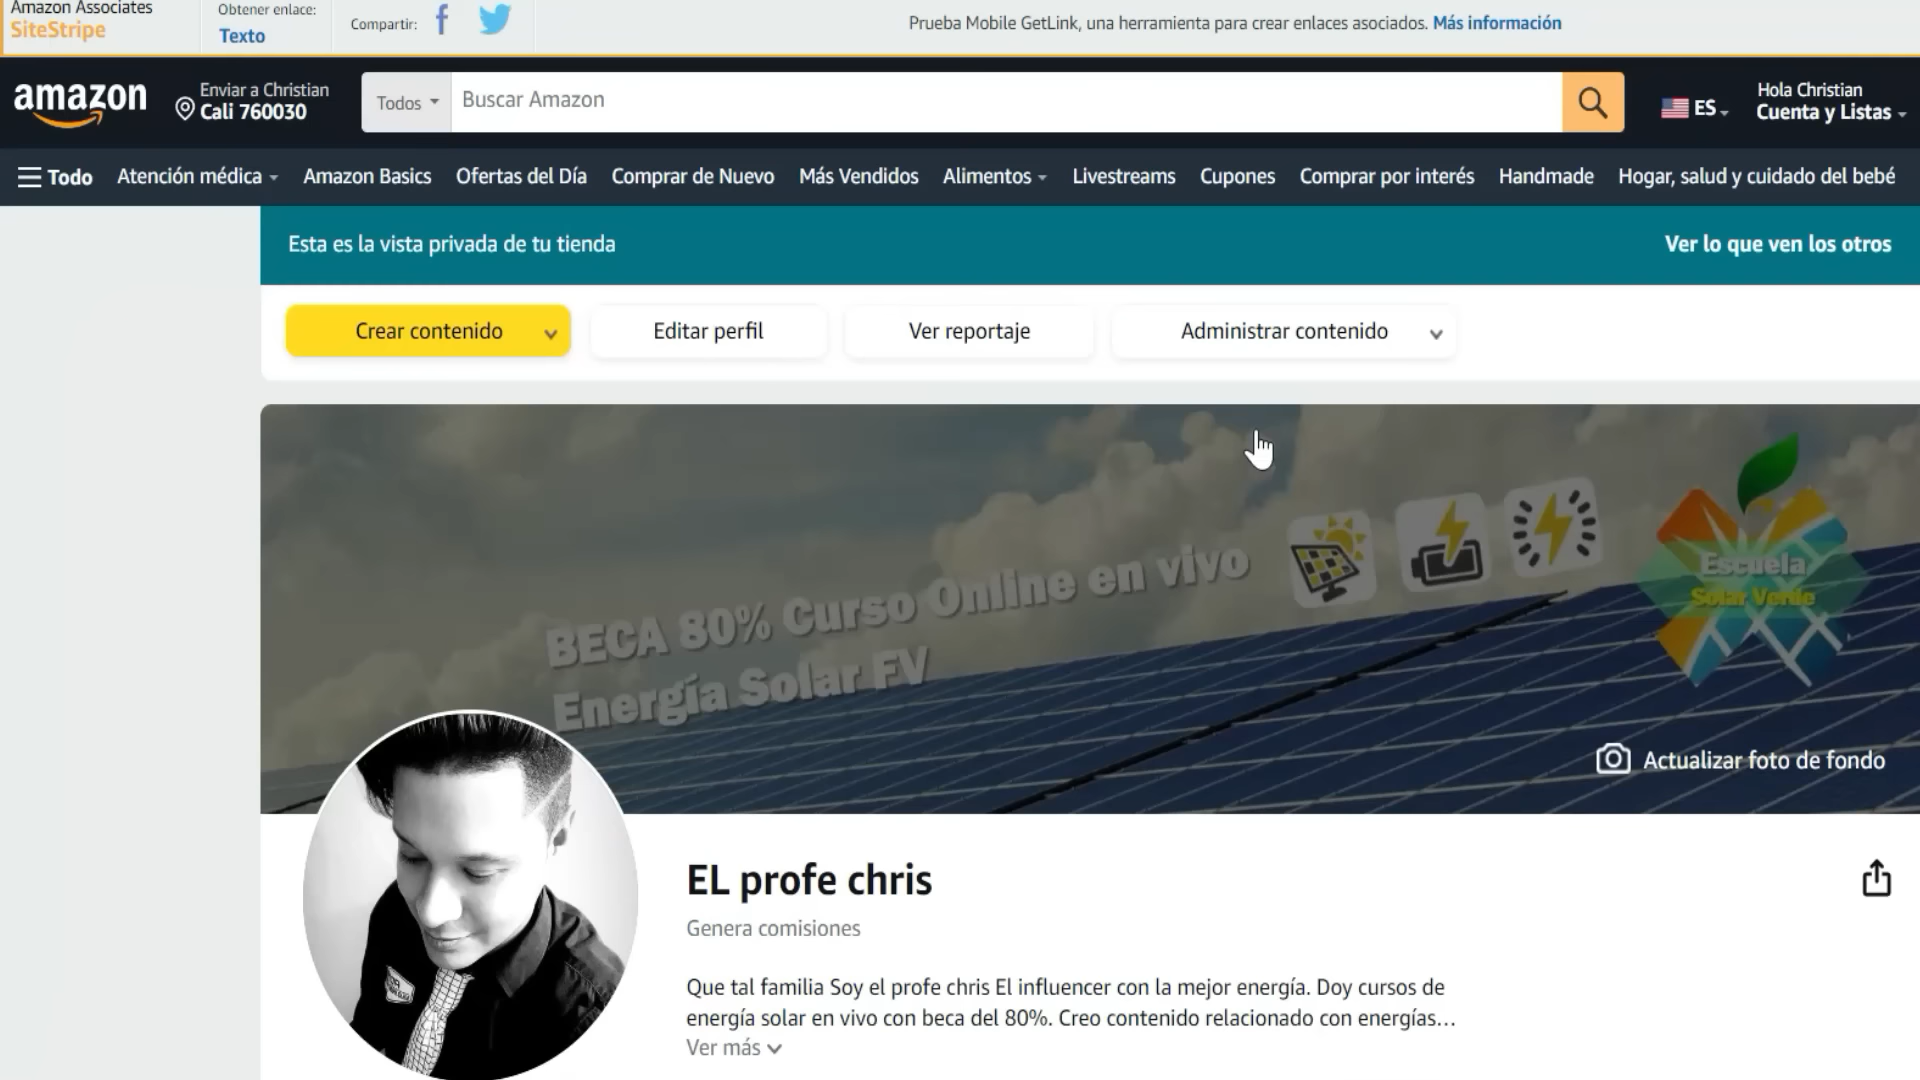 Amazon Associates
SiteStripe
Obtener enlace:
Texto
Compartir:
Prueba Mobile GetLink, una herramienta para crear enlaces asociados. Más información
amazon
Enviar a Christian
Cali 760030
Todos
Buscar Amazon
ES
Hola Christian
Cuenta y Listas
Todo
Atención médica
Amazon Basics
Ofertas del Día
Comprar de Nuevo
Más Vendidos
Alimentos
Livestreams
Cupones
Comprar por interés
Handmade
Hogar, salud y cuidado del bebé
Esta es la vista privada de tu tienda
Ver lo que ven los otros
Crear contenido
Editar perfil
Ver reportaje
Administrar contenido
BECA 80% Curso Online en vivo
Energía Solar FV
Escuela
Solar Verde
Actualizar foto de fondo
EL profe chris
Genera comisiones
Que tal familia Soy el profe chris El influencer con la mejor energía. Doy cursos de
energía solar en vivo con beca del 80%. Creo contenido relacionado con energías...
Ver más